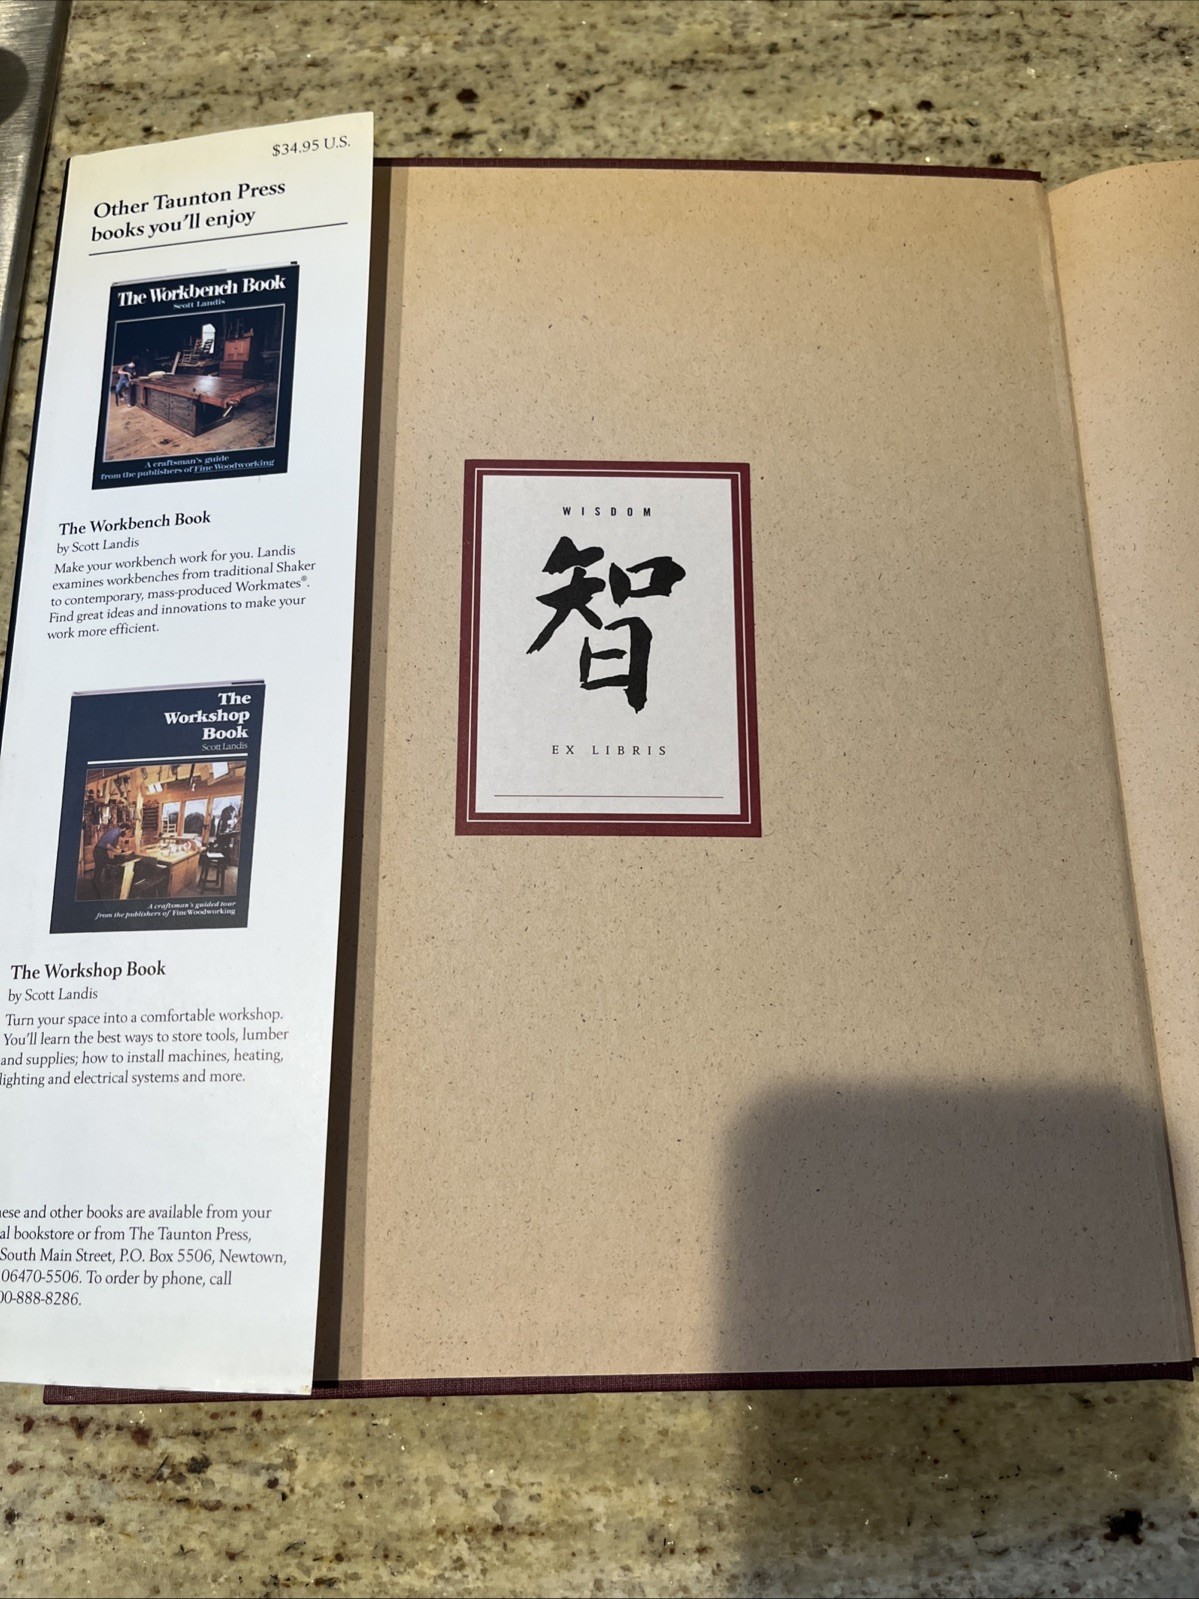 $34.95 U.S.
Other Taunton Press
books you'll enjoy
The Workbench Book
Scott Landis
A craftsman's guide
from the publishers of Fine Woodworking
The Workbench Book
by Scott Landis
Make your workbench work for you. Landis
examines workbenches from traditional Shaker
to contemporary, mass-produced Workmates®.
Find great ideas and innovations to make your
work more efficient.
The
Workshop
Book
Scott Landis
A craftsman's guided tour
from the publishers of FineWoodworking
The Workshop Book
by Scott Landis
Turn your space into a comfortable workshop.
You'll learn the best ways to store tools, lumber
and supplies; how to install machines, heating,
lighting and electrical systems and more.
and other books are available from your
bookstore or from The Taunton Press,
South Main Street, P.O. Box 5506, Newtown,
06470-5506. To order by phone, call
00-888-8286.
WISDOM
智
EX LIBRIS